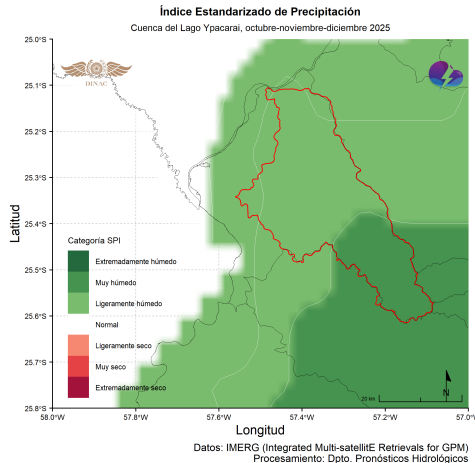 Índice Estandarizado de Precipitación
Cuenca del Lago Ypacarai, octubre-noviembre-diciembre 2025
25.0°S
25.1°S
25.2°S
25.3°S
25.4°S
25.5°S
25.6°S
25.7°S
25.8°S
Latitud
DINAC
Categoría SPI
Extremadamente húmedo
Muy húmedo
Ligeramente húmedo
Normal
Ligeramente seco
Muy seco
Extremadamente seco
20 km
N
58.0°W
57.8°W
57.6°W
57.4°W
57.2°W
57.0°W
Longitud
Datos: IMERG (Integrated Multi-satellitE Retrievals for GPM)
Procesamiento: Dpto. Pronósticos Hidrológicos